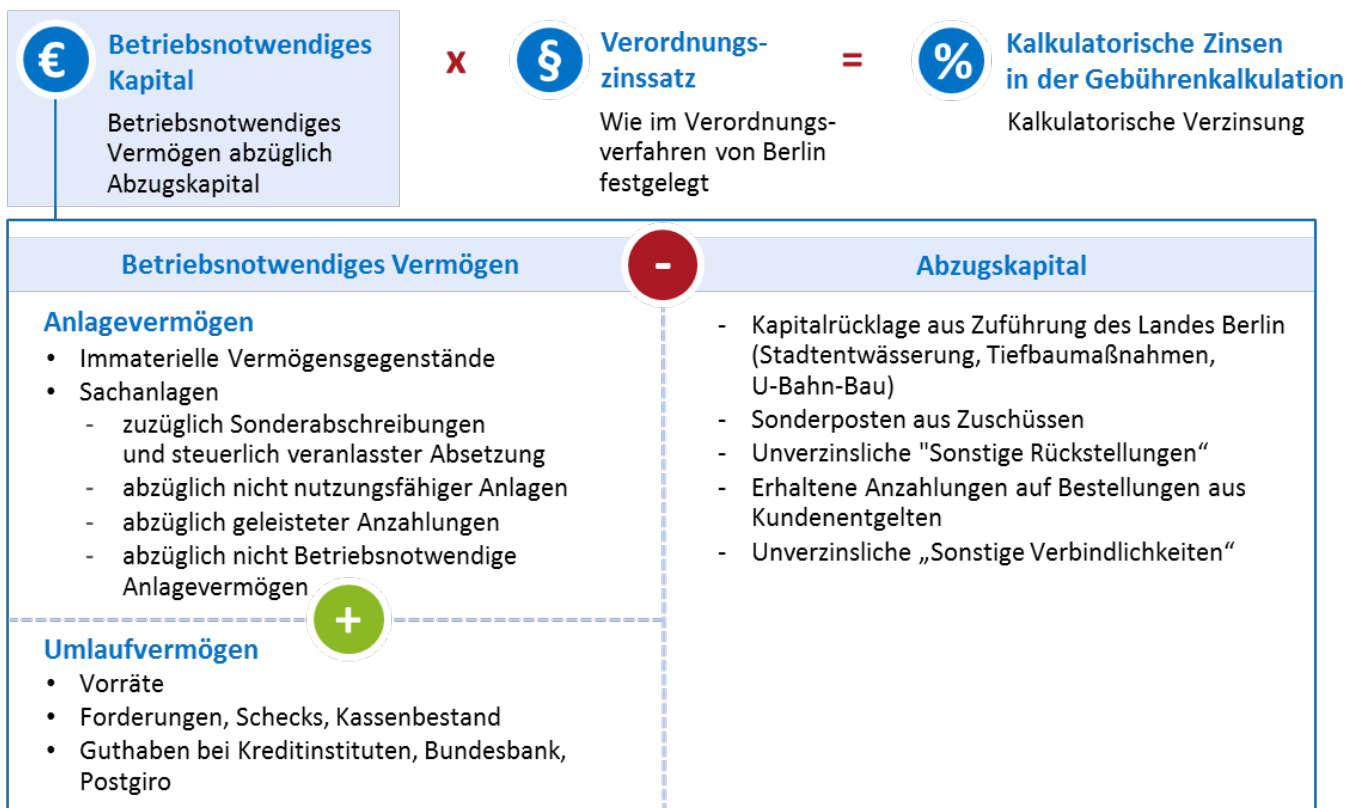 €
Betriebsnotwendiges
Kapital
Betriebsnotwendiges
Vermögen abzüglich
Abzugskapital
x
§
Verordnungs-
zinssatz
Wie im Verordnungs-
verfahren von Berlin
festgelegt
=
%
Kalkulatorische Zinsen
in der Gebührenkalkulation
Kalkulatorische Verzinsung
Betriebsnotwendiges Vermögen
-
Abzugskapital
Anlagevermögen
• Immaterielle Vermögensgegenstände
• Sachanlagen
- zuzüglich Sonderabschreibungen
und steuerlich veranlasster Absetzung
- abzüglich nicht nutzungsfähiger Anlagen
- abzüglich geleisteter Anzahlungen
- abzüglich nicht Betriebsnotwendige
Anlagevermögen
+
Umlaufvermögen
• Vorräte
• Forderungen, Schecks, Kassenbestand
• Guthaben bei Kreditinstituten, Bundesbank,
Postgiro
- Kapitalrücklage aus Zuführung des Landes Berlin
(Stadtentwässerung, Tiefbaumaßnahmen,
U-Bahn-Bau)
- Sonderposten aus Zuschüssen
- Unverzinsliche "Sonstige Rückstellungen“
- Erhaltene Anzahlungen auf Bestellungen aus
Kundenentgelten
- Unverzinsliche „Sonstige Verbindlichkeiten“